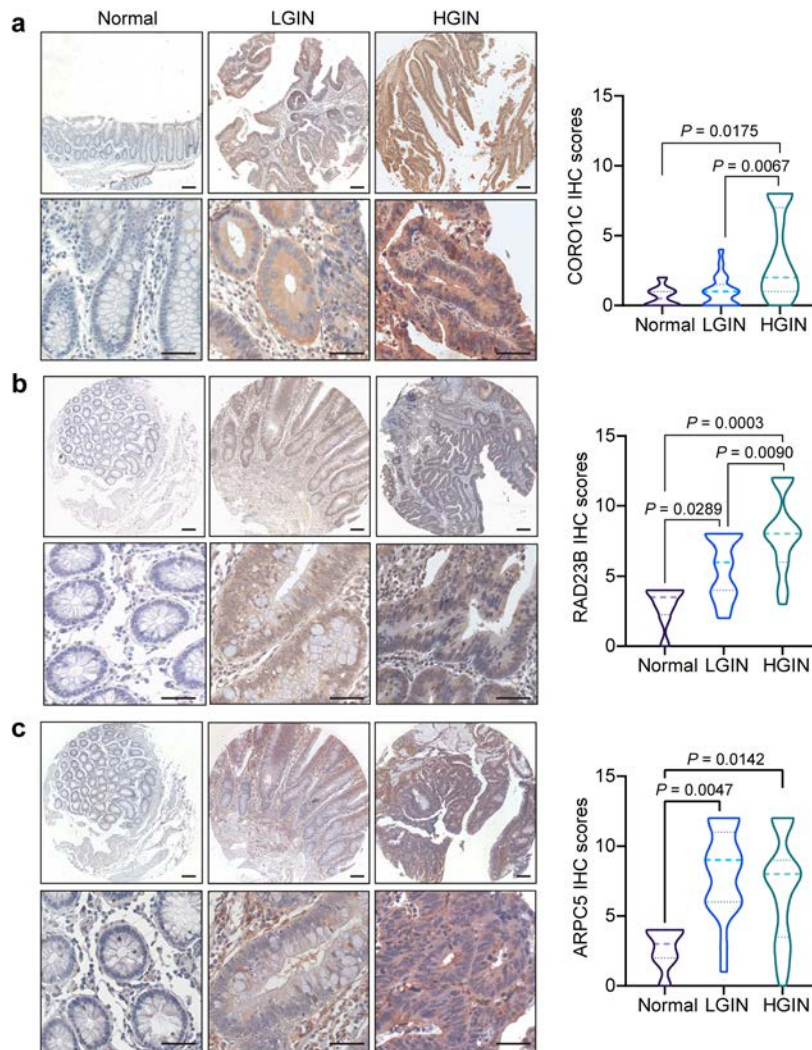 a
Normal LGIN HGIN
CORO1C IHC scores
15
10
5
0
P = 0.0175
P = 0.0067
Normal LGIN HGIN
b
RAD23B IHC scores
15
10
5
0
P = 0.0003
P = 0.0090
P = 0.0289
Normal LGIN HGIN
c
ARPC5 IHC scores
15
10
5
0
P = 0.0142
P = 0.0047
Normal LGIN HGIN